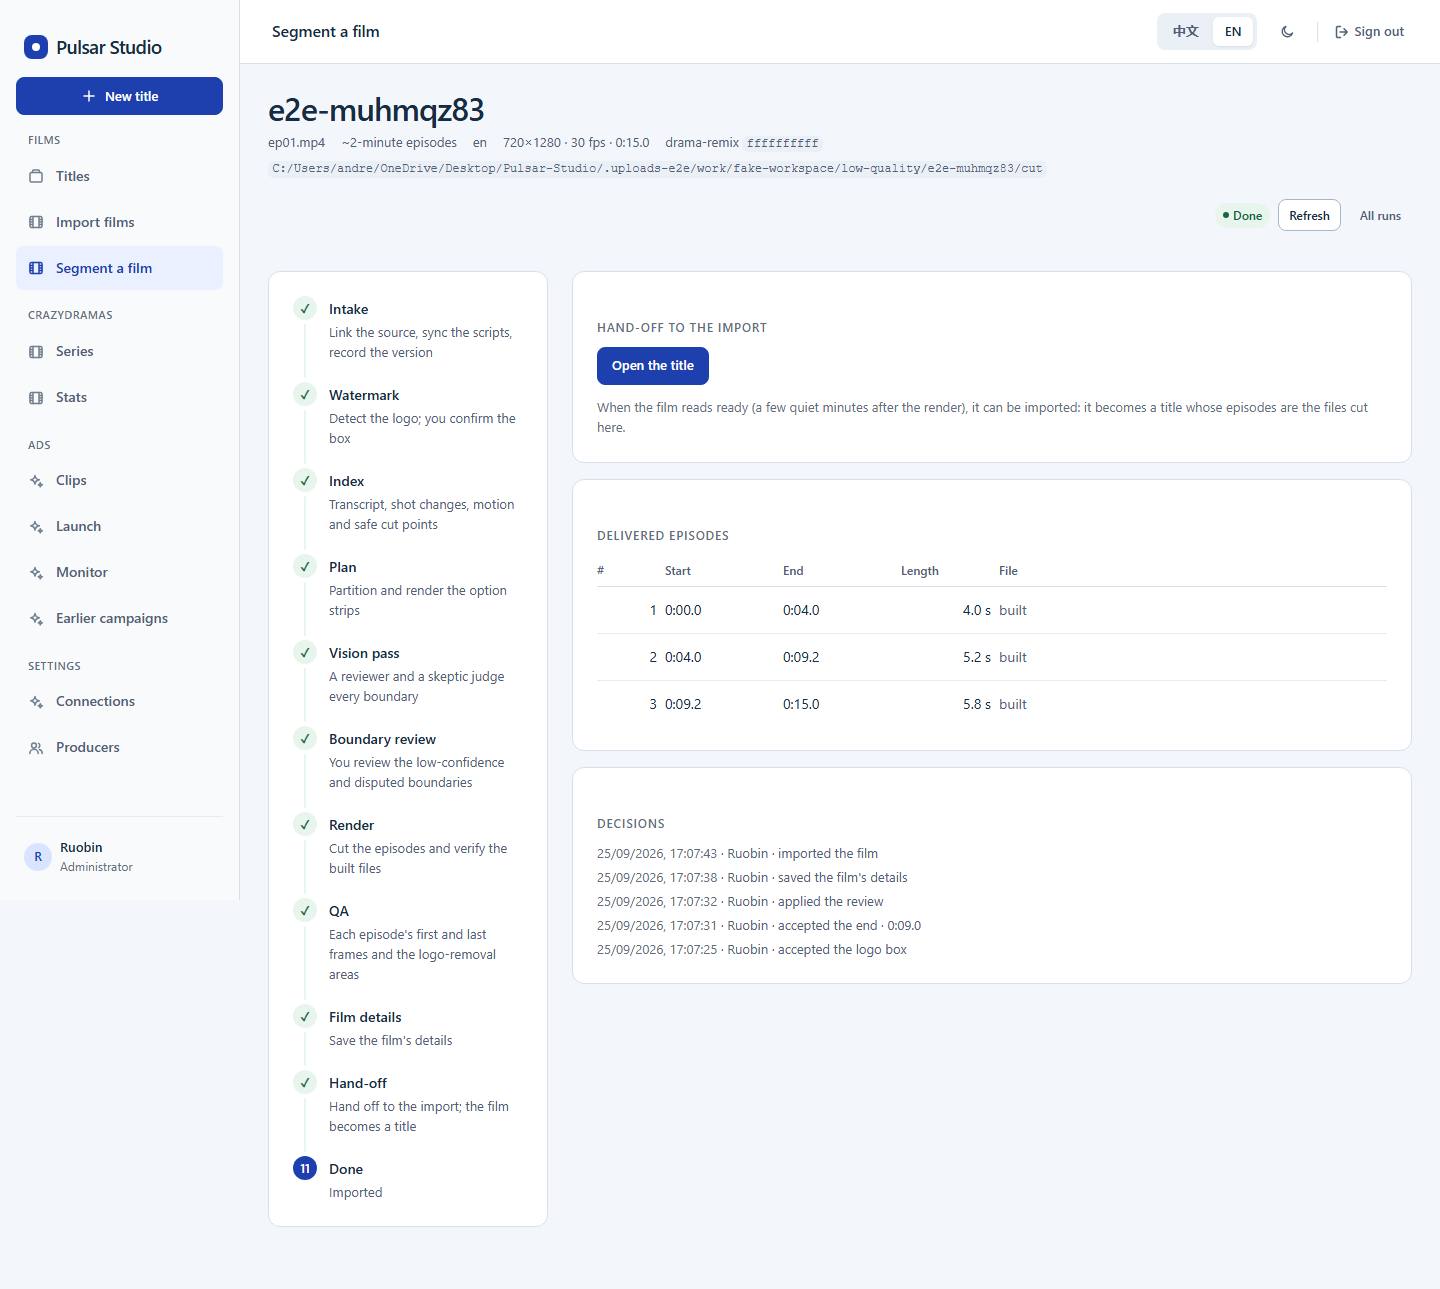 Pulsar Studio
New title
FILMS
Titles
Import films
Segment a film
CRAZYDRAMAS
Series
Stats
ADS
Clips
Launch
Monitor
Earlier campaigns
SETTINGS
Connections
Producers
R
Ruobin
Administrator
Segment a film
中文 EN
Sign out
e2e-muhmqz83
ep01.mp4 ~2-minute episodes en 720×1280 · 30 fps · 0:15.0 drama-remix ffffffffff
C:/Users/andre/OneDrive/Desktop/Pulsar-Studio/.uploads-e2e/work/fake-workspace/low-quality/e2e-muhmqz83/cut
Done Refresh All runs
Intake
Link the source, sync the scripts,
record the version
Watermark
Detect the logo; you confirm the
box
Index
Transcript, shot changes, motion
and safe cut points
Plan
Partition and render the option
strips
Vision pass
A reviewer and a skeptic judge
every boundary
Boundary review
You review the low-confidence
and disputed boundaries
Render
Cut the episodes and verify the
built files
QA
Each episode's first and last
frames and the logo-removal
areas
Film details
Save the film's details
Hand-off
Hand off to the import; the film
becomes a title
11 Done
Imported
HAND-OFF TO THE IMPORT
Open the title
When the film reads ready (a few quiet minutes after the render), it can be imported: it becomes a title whose episodes are the files cut
here.
DELIVERED EPISODES
# Start End Length File
1 0:00.0 0:04.0 4.0 s built
2 0:04.0 0:09.2 5.2 s built
3 0:09.2 0:15.0 5.8 s built
DECISIONS
25/09/2026, 17:07:43 · Ruobin · imported the film
25/09/2026, 17:07:38 · Ruobin · saved the film's details
25/09/2026, 17:07:32 · Ruobin · applied the review
25/09/2026, 17:07:31 · Ruobin · accepted the end · 0:09.0
25/09/2026, 17:07:25 · Ruobin · accepted the logo box